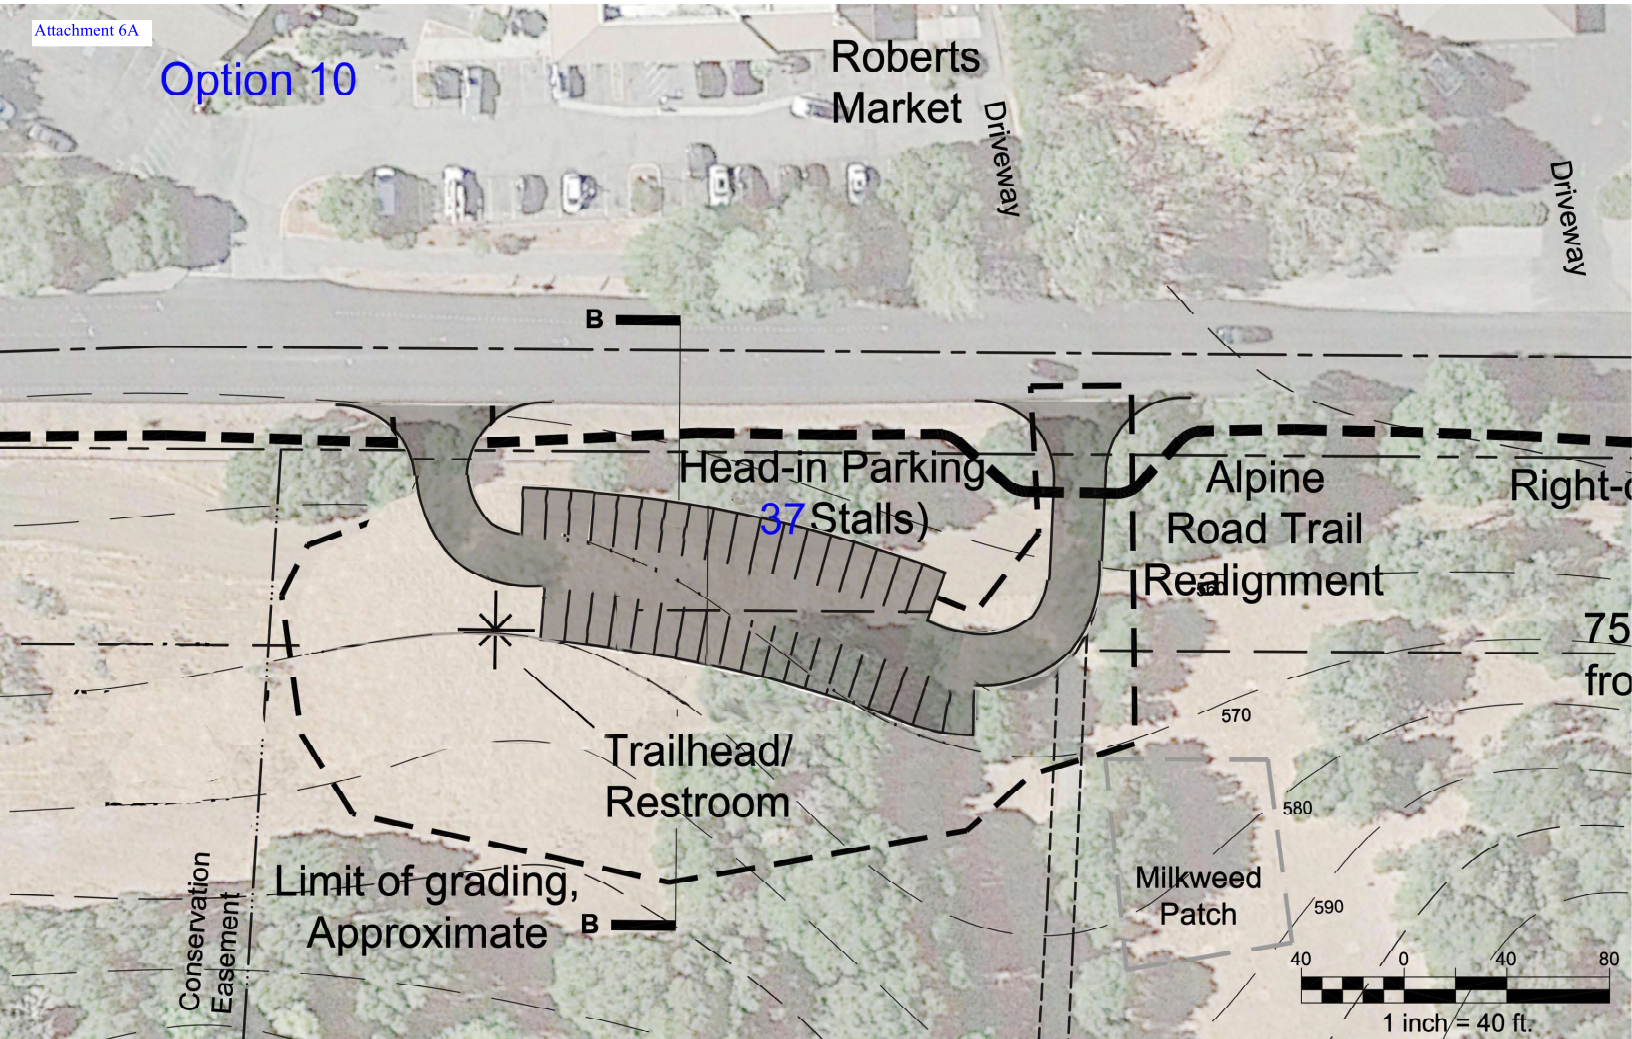 Attachment 6A
Option 10
Roberts
Market
Driveway
Driveway
B
Head-in Parking
37 Stalls)
Alpine
Road Trail
Realignment
560
Right-
75
fro
570
Trailhead/
Restroom
580
Limit of grading,
Approximate
B
Conservation
Easement
Milkweed
Patch
590
40 0 40 80
1 inch = 40 ft.